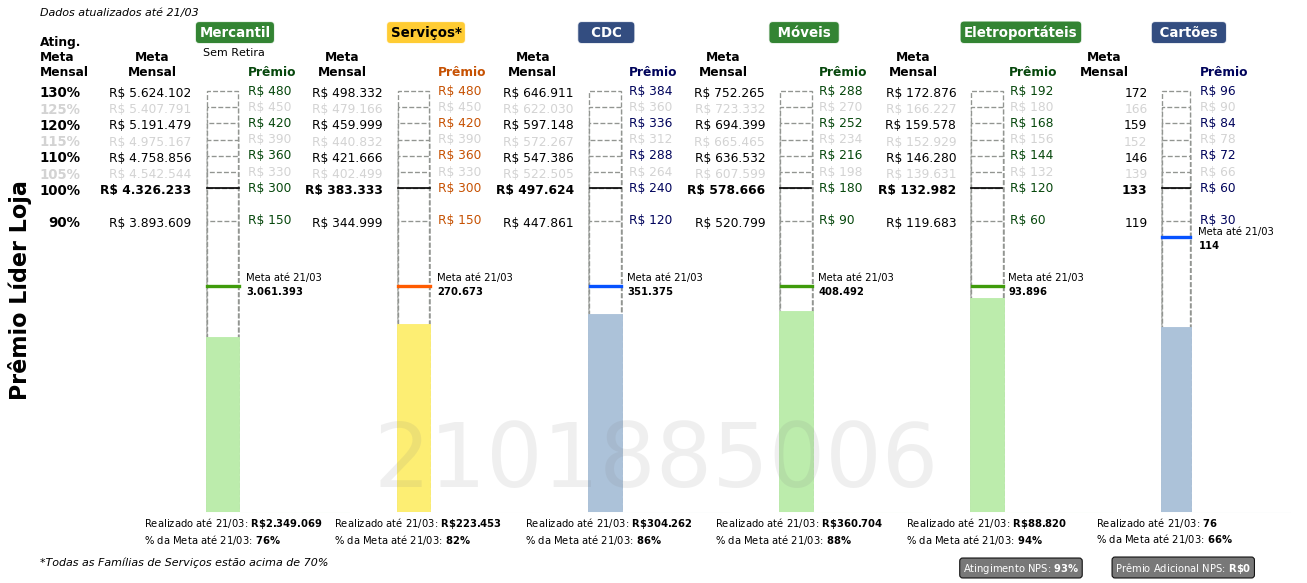 Dados atualizados até 21/03
Mercantil Serviços* CDC Móveis Eletroportáteis Cartões
Sem Retira
Ating. Meta Mensal Meta Mensal Prêmio Meta Mensal Prêmio Meta Mensal Prêmio Meta Mensal Prêmio Meta Mensal Prêmio Meta Mensal Prêmio
130% R$ 5.624.102 R$ 480 R$ 498.332 R$ 480 R$ 646.911 R$ 384 R$ 752.265 R$ 288 R$ 172.876 R$ 192 172 R$ 96
125% R$ 5.407.791 R$ 450 R$ 479.166 R$ 450 R$ 622.030 R$ 360 R$ 723.332 R$ 270 R$ 166.227 R$ 180 166 R$ 90
120% R$ 5.191.479 R$ 420 R$ 459.999 R$ 420 R$ 597.148 R$ 336 R$ 694.399 R$ 252 R$ 159.578 R$ 168 159 R$ 84
115% R$ 4.975.167 R$ 390 R$ 440.832 R$ 390 R$ 572.267 R$ 312 R$ 665.465 R$ 234 R$ 152.929 R$ 156 152 R$ 78
110% R$ 4.758.856 R$ 360 R$ 421.666 R$ 360 R$ 547.386 R$ 288 R$ 636.532 R$ 216 R$ 146.280 R$ 144 146 R$ 72
105% R$ 4.542.544 R$ 330 R$ 402.499 R$ 330 R$ 522.505 R$ 264 R$ 607.599 R$ 198 R$ 139.631 R$ 132 139 R$ 66
100% R$ 4.326.233 R$ 300 R$ 383.333 R$ 300 R$ 497.624 R$ 240 R$ 578.666 R$ 180 R$ 132.982 R$ 120 133 R$ 60
90% R$ 3.893.609 R$ 150 R$ 344.999 R$ 150 R$ 447.861 R$ 120 R$ 520.799 R$ 90 R$ 119.683 R$ 60 119 R$ 30
Meta até 21/03
114
Meta até 21/03 Meta até 21/03 Meta até 21/03 Meta até 21/03 Meta até 21/03
3.061.393 270.673 351.375 408.492 93.896
Prêmio Líder Loja
2101885006
Realizado até 21/03: R$2.349.069 Realizado até 21/03: R$223.453 Realizado até 21/03: R$304.262 Realizado até 21/03: R$360.704 Realizado até 21/03: R$88.820 Realizado até 21/03: 76
% da Meta até 21/03: 76% % da Meta até 21/03: 82% % da Meta até 21/03: 86% % da Meta até 21/03: 88% % da Meta até 21/03: 94% % da Meta até 21/03: 66%
*Todas as Famílias de Serviços estão acima de 70%
Atingimento NPS: 93% Prêmio Adicional NPS: R$0